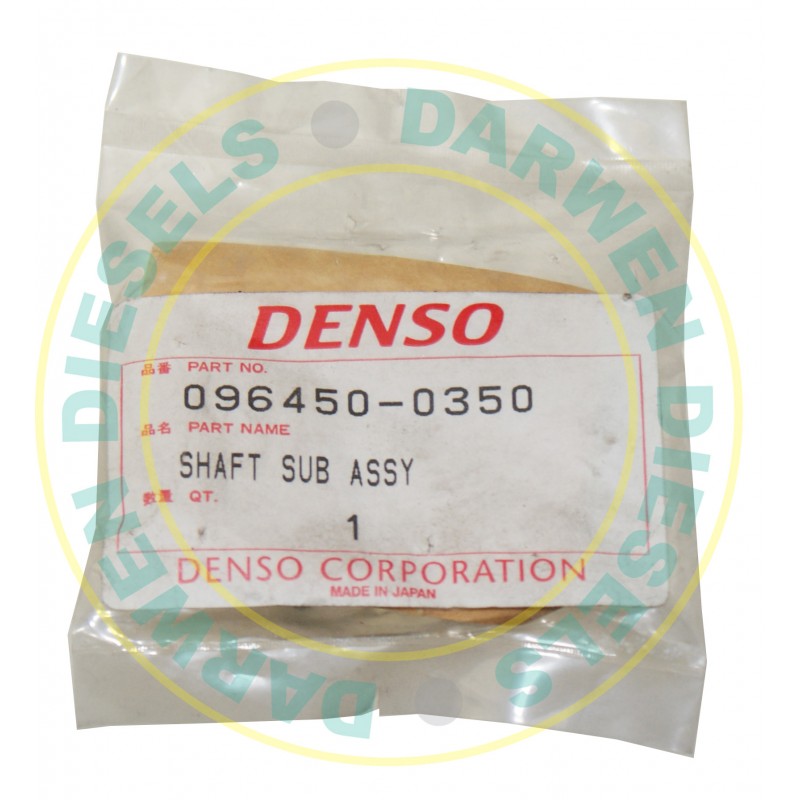 DENSO
品番 PART NO.
096450-0350
品名 PART NAME
SHAFT SUB ASSY
数量 QT.
1
DENSO CORPORATION
MADE IN JAPAN
DARWEN DIESELS
DARWEN DIESELS